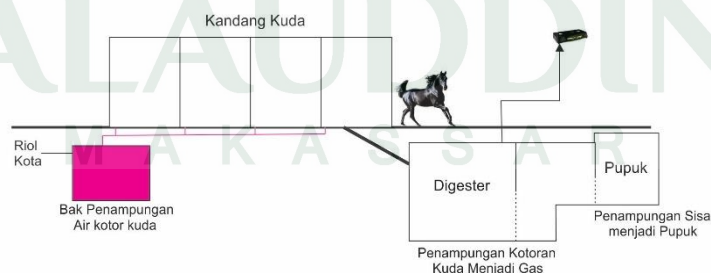 ALAUDDIN
Kandang Kuda
MAKASSAR
Riol
Kota
Bak Penampungan
Air kotor kuda
Digester
Pupuk
Penampungan Kotoran
Kuda Menjadi Gas
Penampungan Sisa
menjadi Pupuk